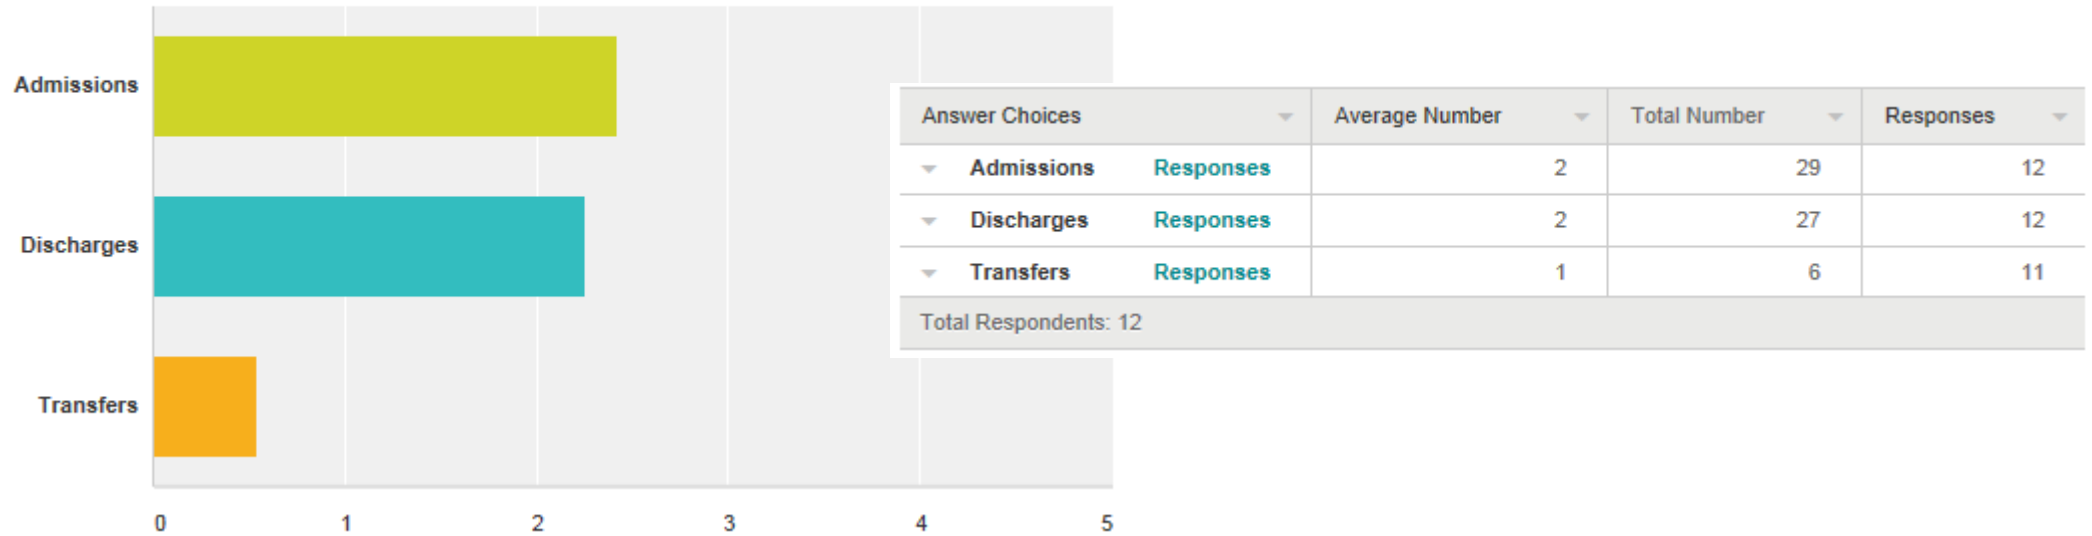 Admissions
Discharges
Transfers
0 1 2 3 4 5
Answer Choices Average Number Total Number Responses
Admissions Responses 2 29 12
Discharges Responses 2 27 12
Transfers Responses 1 6 11
Total Respondents: 12